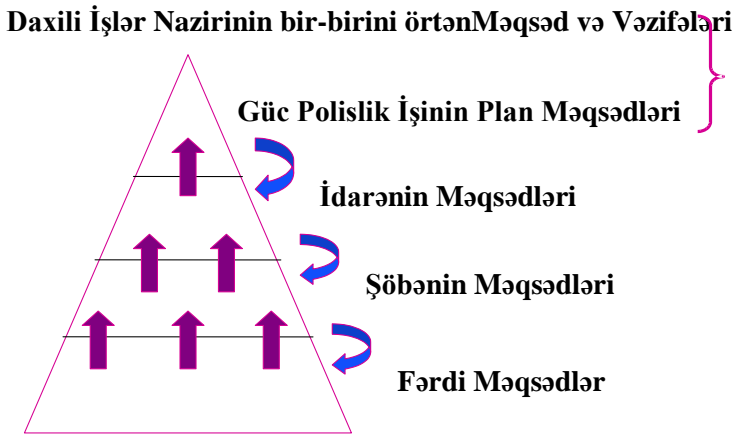 Daxili İşlər Nazirinin bir-birini örtənMəqsəd və Vəzifələri
Güc Polislik İşinin Plan Məqsədləri
İdarənin Məqsədləri
Şöbənin Məqsədləri
Fərdi Məqsədlər